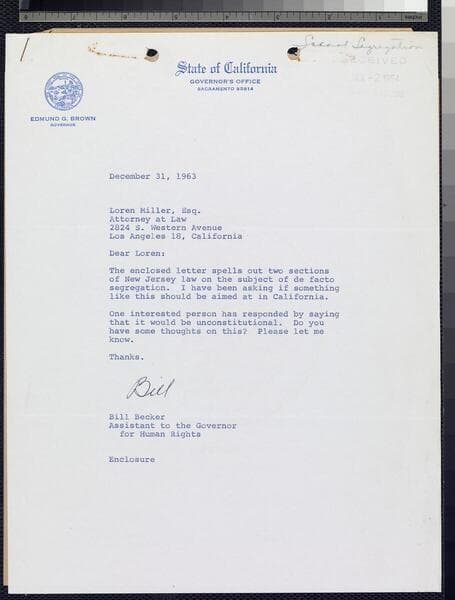 School Segregation
State of California
GOVERNOR'S OFFICE
SACRAMENTO 95814
RECEIVED
EDMUND G. BROWN
GOVERNOR
December 31, 1963
Loren Miller, Esq.
Attorney at Law
2824 S. Western Avenue
Los Angeles 18, California
Dear Loren:
The enclosed letter spells out two sections
of New Jersey law on the subject of de facto
segregation. I have been asking if something
like this should be aimed at in California.
One interested person has responded by saying
that it would be unconstitutional. Do you
have some thoughts on this? Please let me
know.
Thanks.
Bill
Bill Becker
Assistant to the Governor
for Human Rights
Enclosure